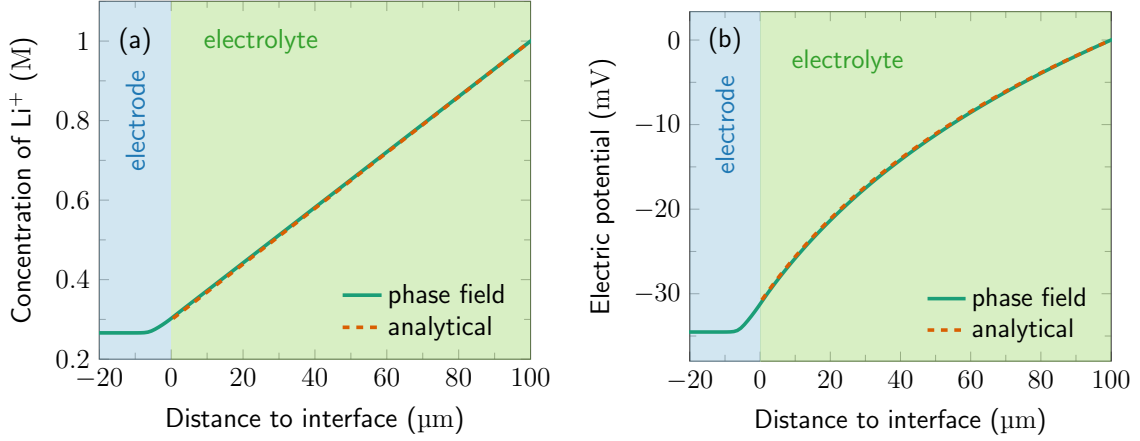 (a)
electrolyte
electrode
Concentration of Li⁺ (M)
1
0.8
0.6
0.4
0.2
phase field
analytical
−20 0 20 40 60 80 100
Distance to interface (µm)
(b)
electrolyte
electrode
Electric potential (mV)
0
−10
−20
−30
phase field
analytical
−20 0 20 40 60 80 100
Distance to interface (µm)